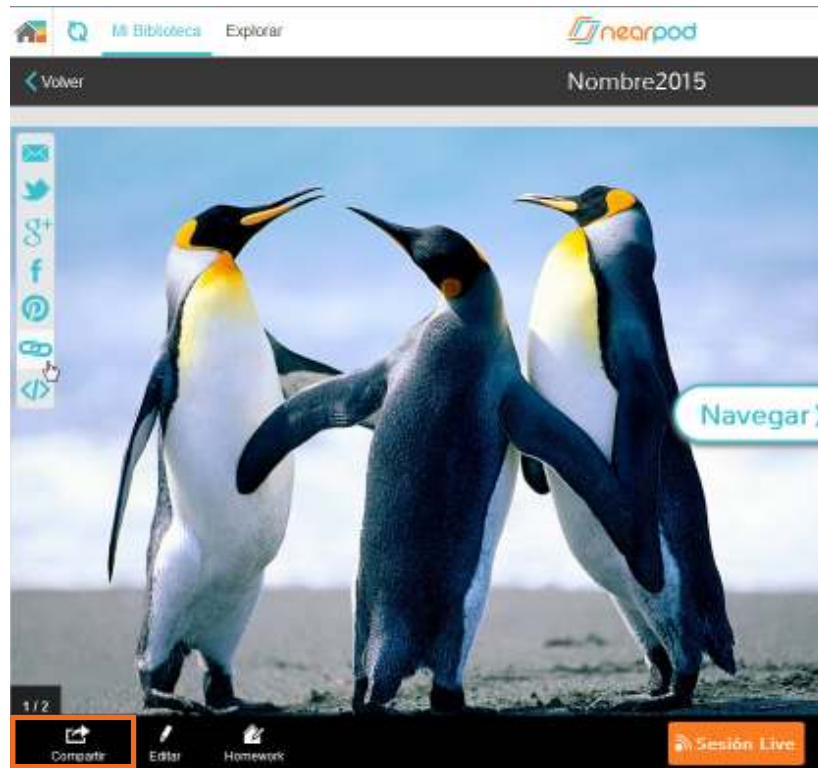 Mi Biblioteca Explorar nearpod
Volver Nombre2015
g+
f
</>
Navegar
1 / 2
Compartir Editar Homework Sesión Live